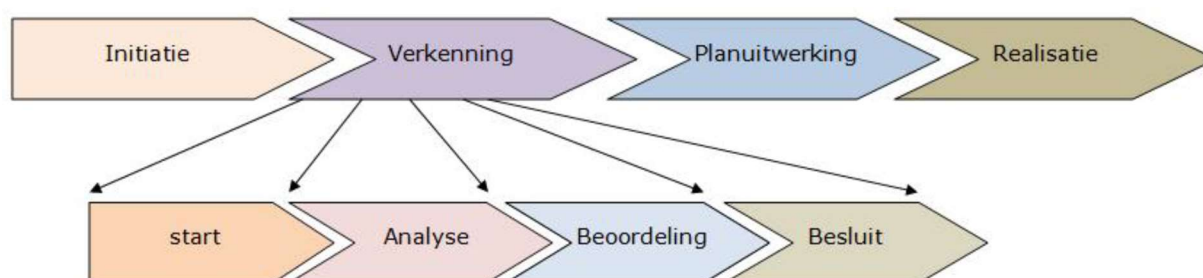 Initiatie
Verkenning
Planuitwerking
Realisatie
start
Analyse
Beoordeling
Besluit